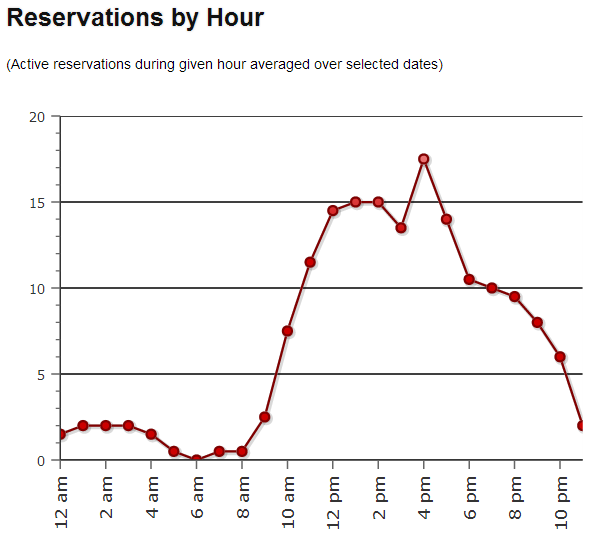 Reservations by Hour
(Active reservations during given hour averaged over selected dates)
20
15
10
5
0
12 am
2 am
4 am
6 am
8 am
10 am
12 pm
2 pm
4 pm
6 pm
8 pm
10 pm